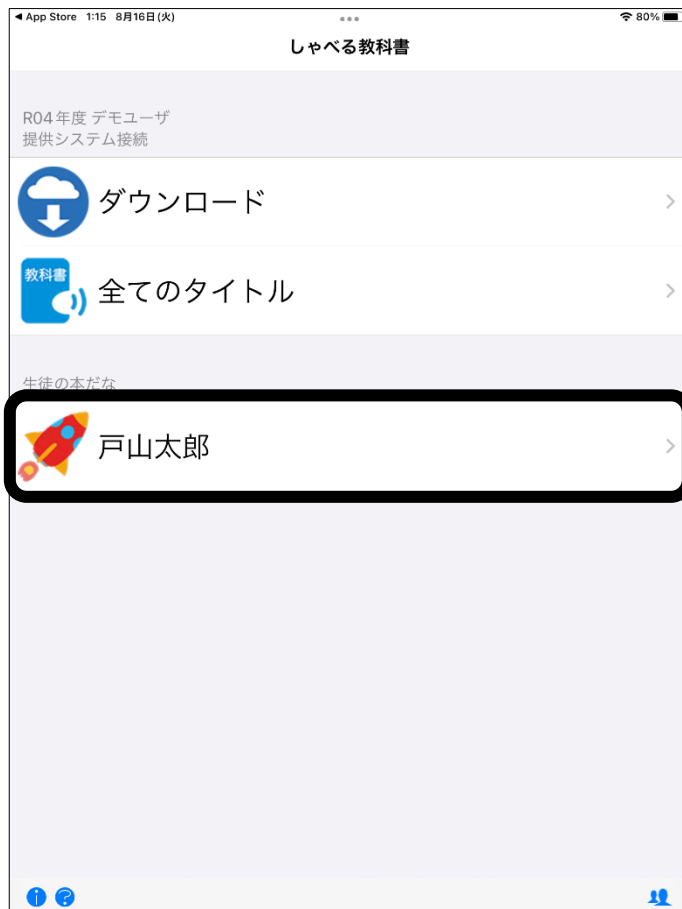 ◀ App Store 1:15 8月16日(火) 80%
しゃべる教科書
R04年度 デモユーザ
提供システム接続
ダウンロード
教科書
全てのタイトル
生徒の本だな
戸山太郎